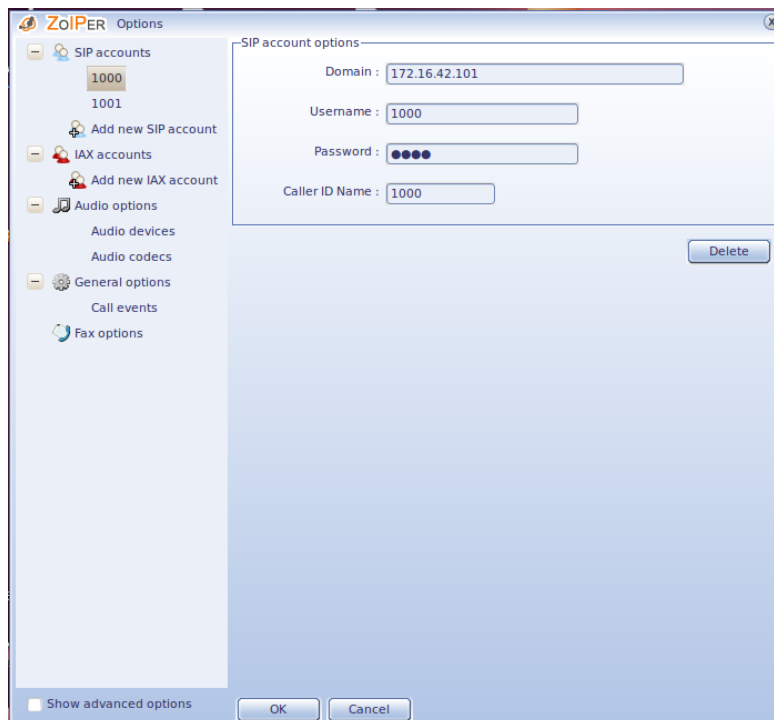 ZOIPER Options
SIP accounts
1000
1001
Add new SIP account
IAX accounts
Add new IAX account
Audio options
Audio devices
Audio codecs
General options
Call events
Fax options
Show advanced options
SIP account options
Domain : 172.16.42.101
Username : 1000
Password : ●●●●
Caller ID Name : 1000
Delete
OK Cancel